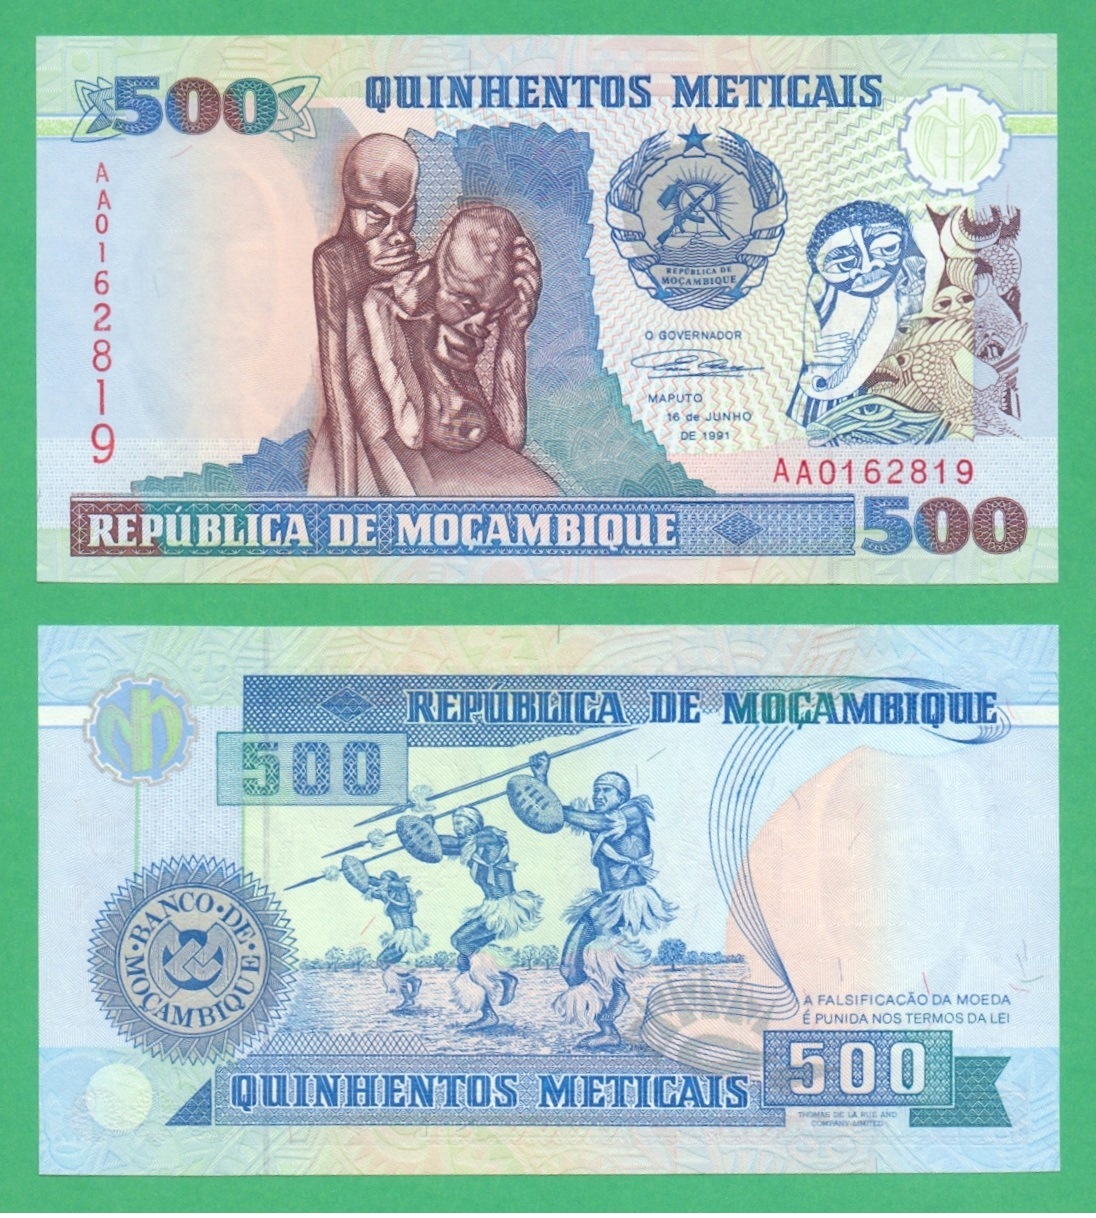 500
QUINHENTOS METICAIS
AA0162819
REPÚBLICA DE
MOÇAMBIQUE
O GOVERNADOR
MAPUTO
16 de JUNHO
DE 1991
AA0162819
REPÚBLICA DE MOÇAMBIQUE
500
REPÚBLICA DE MOÇAMBIQUE
500
BANCO·DE·
MOÇAMBIQUE
A FALSIFICACÃO DA MOEDA
É PUNIDA NOS TERMOS DA LEI
QUINHENTOS METICAIS
500
THOMAS DE LA RUE AND
COMPANY LIMITED